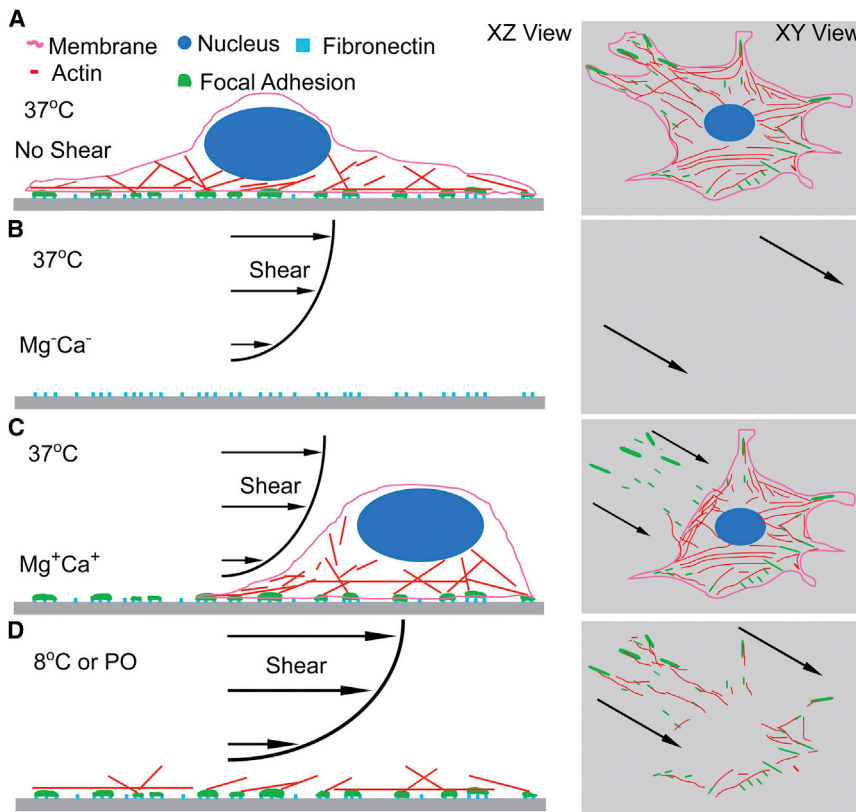 A
XZ View
XY View
Membrane
Nucleus
Fibronectin
Actin
Focal Adhesion
37°C
No Shear
B
37°C
Shear
Mg⁻Ca⁻
C
37°C
Shear
Mg⁺Ca⁺
D
8°C or PO
Shear